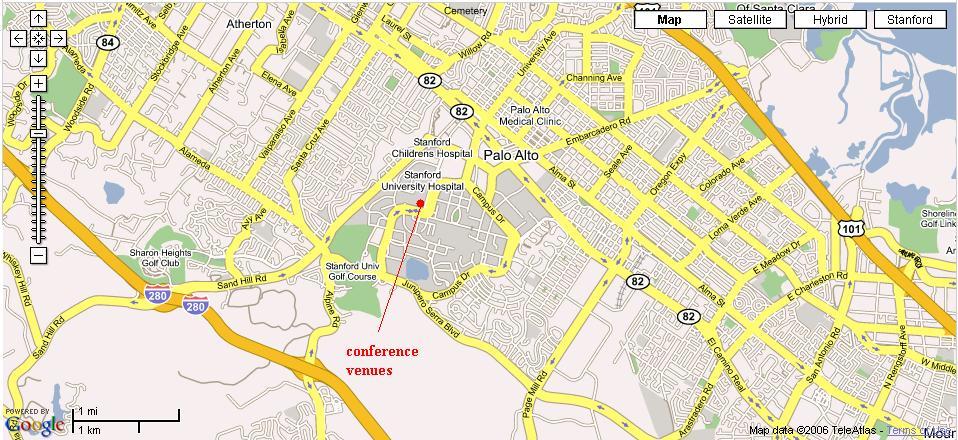 Cemetery
Of Santa Clara
Map
Satellite
Hybrid
Stanford
Atherton
84
Alameda
Stockbridge Ave
Atherton Ave
Isabella Ave
Laurel St
Willow Rd
University Ave
101
Woodside Dr
Woodside Rd
Elena Ave
Valparaiso Ave
Santa Cruz Ave
82
82
Channing Ave
Palo Alto
Medical Clinic
Embarcadero Rd
Alameda
Stanford
Childrens Hospital
Palo Alto
Stanford
University Hospital
Alma St
Seale Ave
Oregon Expy
Colorado Ave
Campus Dr
Avy Ave
Loma Verde Ave
101
Shoreline
Golf Link
Sharon Heights
Golf Club
Stanford Univ
Golf Course
E Meadow Dr
E Charleston Rd
Whiskey Hill Rd
280
280
Sand Hill Rd
Alpine Rd
Campus Dr
Junipero Serra Blvd
82
82
Alma St
Sand Hill Rd
conference
venues
El Camino Real
San Antonio Rd
N Rengstorff Ave
W Middle
Page Mill Rd
Arastradero Rd
POWERED BY
Google
1 mi
1 km
Map data ©2006 TeleAtlas - Terms of Use
Mour